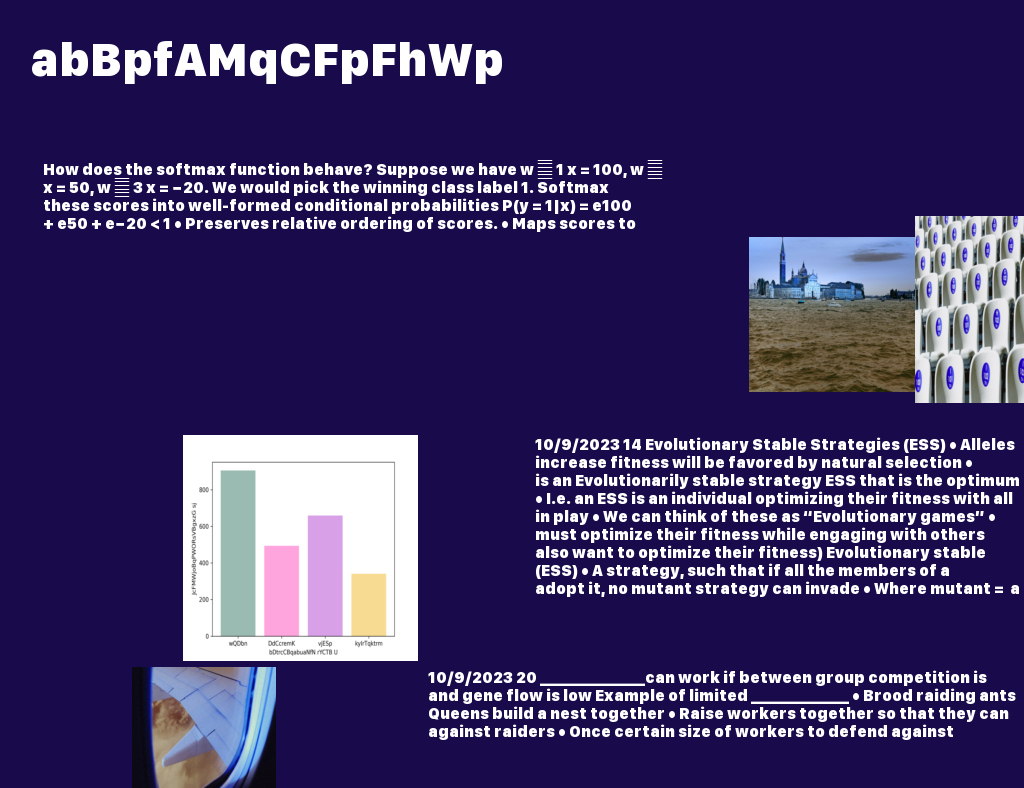 abBpfAMqCFpFhWp
How does the softmax function behave? Suppose we have w 1 x = 100, w
x = 50, w 3 x = −20. We would pick the winning class label 1. Softmax
these scores into well-formed conditional probabilities P(y = 1|x) = e100
+ e50 + e−20 < 1 • Preserves relative ordering of scores. • Maps scores to
10/9/2023 14 Evolutionary Stable Strategies (ESS) • Alleles
increase fitness will be favored by natural selection •
is an Evolutionarily stable strategy ESS that is the optimum
• I.e. an ESS is an individual optimizing their fitness with all
in play • We can think of these as “Evolutionary games” •
must optimize their fitness while engaging with others
also want to optimize their fitness) Evolutionary stable
(ESS) • A strategy, such that if all the members of a
adopt it, no mutant strategy can invade • Where mutant = a
800
600
400
200
0
wQDbn DdCcremK vjESp kylrTqktrm
10/9/2023 20 ______________can work if between group competition is
and gene flow is low Example of limited _____________ • Brood raiding ants
Queens build a nest together • Raise workers together so that they can
against raiders • Once certain size of workers to defend against